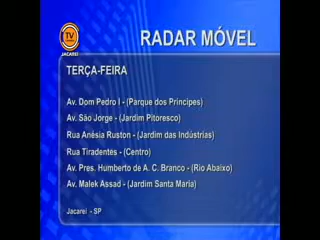 TV
JACAREÍ
RADAR MÓVEL
TERÇA-FEIRA
Av. Dom Pedro I - (Parque dos Príncipes)
Av. São Jorge - (Jardim Pitoresco)
Rua Anésia Ruston - (Jardim das Indústrias)
Rua Tiradentes - (Centro)
Av. Pres. Humberto de A. C. Branco - (Rio Abaixo)
Av. Malek Assad - (Jardim Santa Maria)
Jacareí - SP